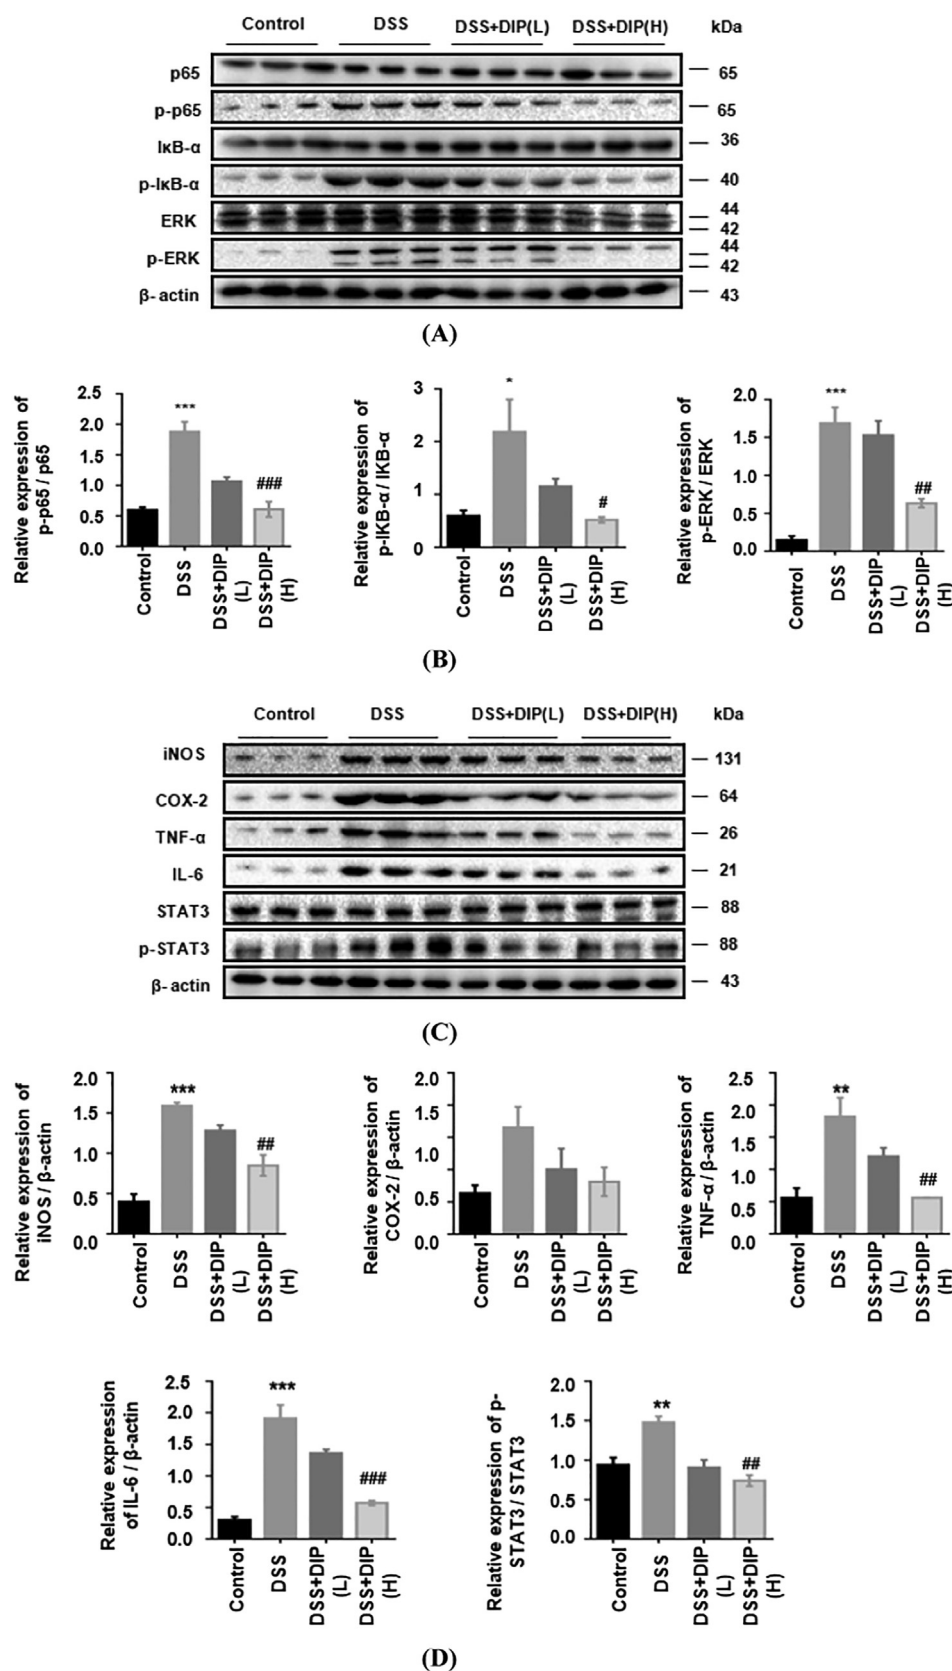 Control DSS DSS+DIP(L) DSS+DIP(H) kDa
p65 65
p-p65 65
IκB-α 36
p-IκB-α 40
ERK 44
42
p-ERK 44
42
β- actin 43
(A)
Relative expression of
p-p65 / p65
2.5
2.0
1.5
1.0
0.5
0.0
***
###
Control
DSS
DSS+DIP
(L)
DSS+DIP
(H)
Relative expression of
p-IKB-α / IKB-α
3
2
1
0
*
#
Control
DSS
DSS+DIP
(L)
DSS+DIP
(H)
Relative expression of
p-ERK / ERK
2.0
1.5
1.0
0.5
0.0
***
##
Control
DSS
DSS+DIP
(L)
DSS+DIP
(H)
(B)
Control DSS DSS+DIP(L) DSS+DIP(H) kDa
iNOS 131
COX-2 64
TNF-α 26
IL-6 21
STAT3 88
p-STAT3 88
β- actin 43
(C)
Relative expression of
iNOS / β-actin
2.0
1.5
1.0
0.5
0.0
***
##
Control
DSS
DSS+DIP
(L)
DSS+DIP
(H)
Relative expression of
COX-2 / β-actin
2.0
1.5
1.0
0.5
0.0
Control
DSS
DSS+DIP
(L)
DSS+DIP
(H)
Relative expression of
TNF-α / β-actin
2.5
2.0
1.5
1.0
0.5
0.0
**
##
Control
DSS
DSS+DIP
(L)
DSS+DIP
(H)
Relative expression
of IL-6 / β-actin
2.5
2.0
1.5
1.0
0.5
0.0
***
###
Control
DSS
DSS+DIP
(L)
DSS+DIP
(H)
Relative expression of p-
STAT3 / STAT3
2.0
1.5
1.0
0.5
0.0
**
##
Control
DSS
DSS+DIP
(L)
DSS+DIP
(H)
(D)